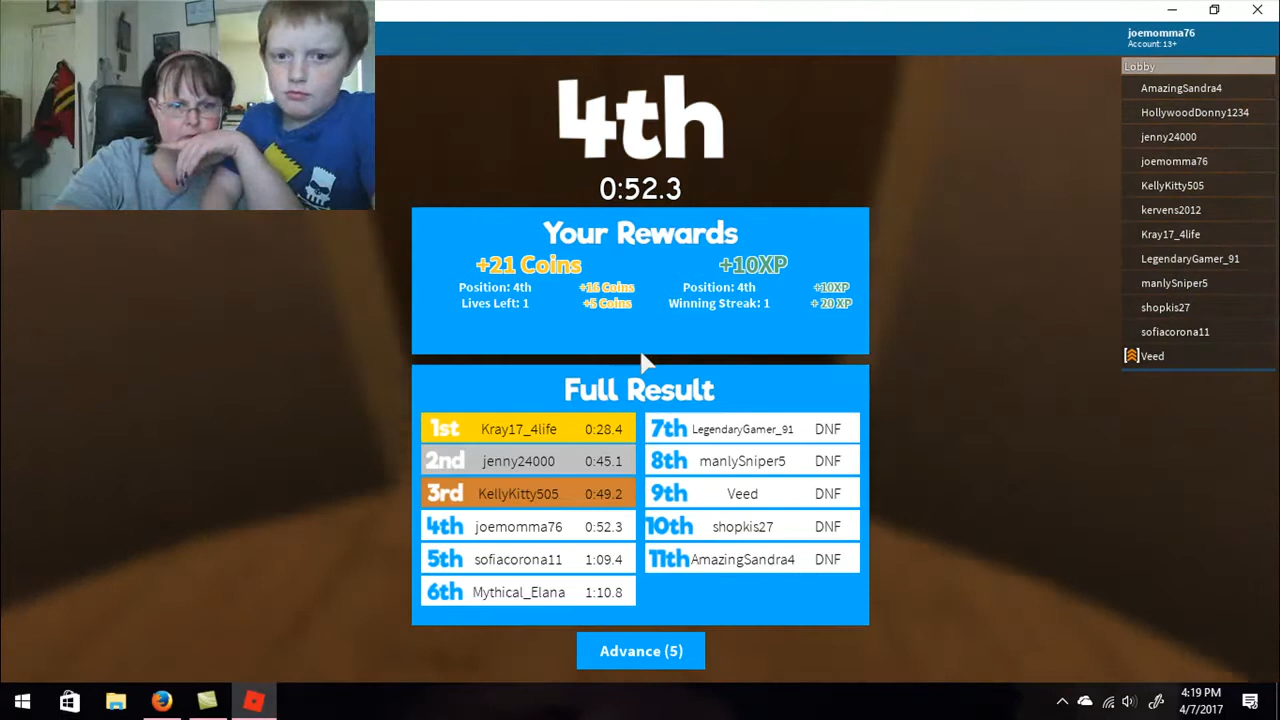 joemomma76
Account: 13+
Lobby
AmazingSandra4
HollywoodDonny1234
jenny24000
joemomma76
KellyKitty505
kervens2012
Kray17_4life
LegendaryGamer_91
manlySniper5
shopkis27
sofiacorona11
Veed
4th
0:52.3
Your Rewards
+21 Coins +10XP
Position: 4th +16 Coins Position: 4th +10XP
Lives Left: 1 +5 Coins Winning Streak: 1 + 20 XP
Full Result
1st Kray17_4life 0:28.4
2nd jenny24000 0:45.1
3rd KellyKitty505 0:49.2
4th joemomma76 0:52.3
5th sofiacorona11 1:09.4
6th Mythical_Elana 1:10.8
7th LegendaryGamer_91 DNF
8th manlySniper5 DNF
9th Veed DNF
10th shopkis27 DNF
11th AmazingSandra4 DNF
Advance (5)
4:19 PM
4/7/2017